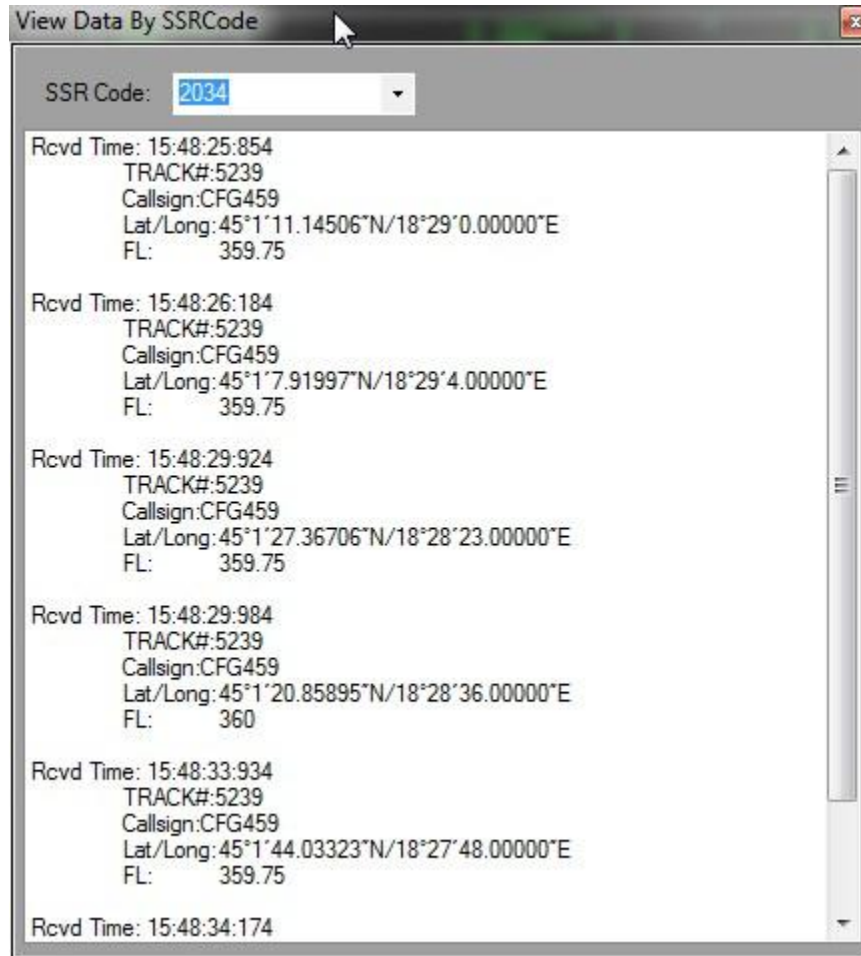 View Data By SSRCode
SSR Code: 2034
Rcvd Time: 15:48:25:854
TRACK#:5239
Callsign:CFG459
Lat/Long:45°1´11.14506˝N/18°29´0.00000˝E
FL: 359.75
Rcvd Time: 15:48:26:184
TRACK#:5239
Callsign:CFG459
Lat/Long:45°1´7.91997˝N/18°29´4.00000˝E
FL: 359.75
Rcvd Time: 15:48:29:924
TRACK#:5239
Callsign:CFG459
Lat/Long:45°1´27.36706˝N/18°28´23.00000˝E
FL: 359.75
Rcvd Time: 15:48:29:984
TRACK#:5239
Callsign:CFG459
Lat/Long:45°1´20.85895˝N/18°28´36.00000˝E
FL: 360
Rcvd Time: 15:48:33:934
TRACK#:5239
Callsign:CFG459
Lat/Long:45°1´44.03323˝N/18°27´48.00000˝E
FL: 359.75
Rcvd Time: 15:48:34:174